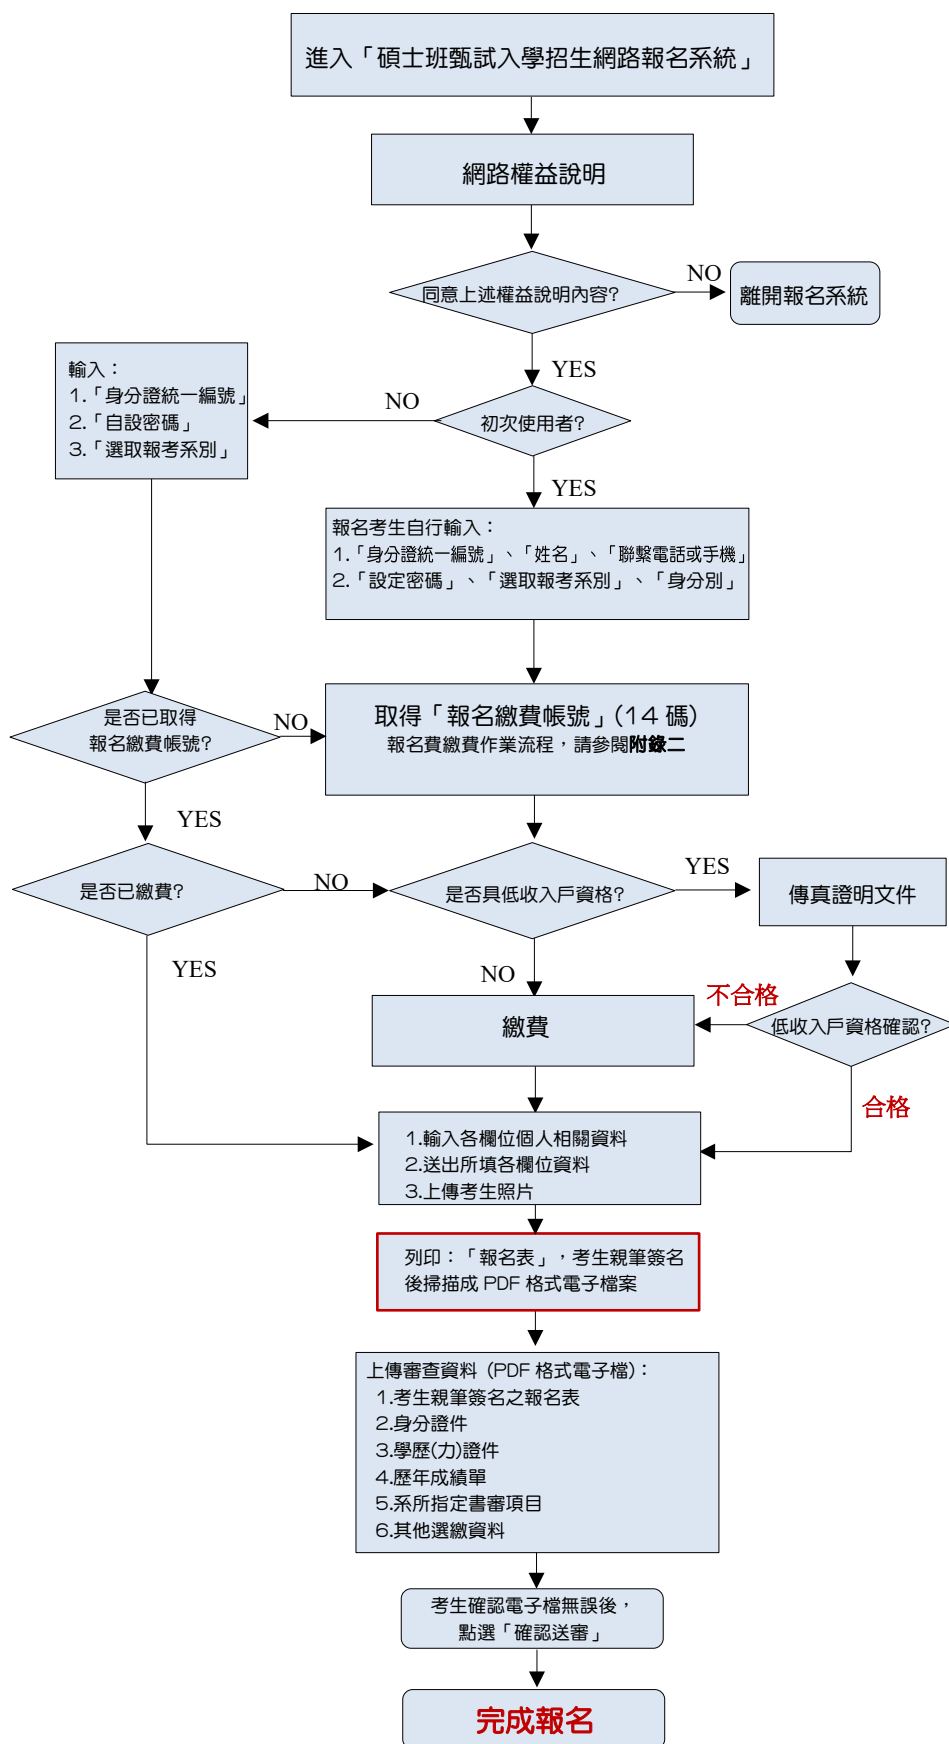 進入「碩士班甄試入學招生網路報名系統」
網路權益說明
同意上述權益說明內容?
NO
離開報名系統
YES
輸入：
1.「身分證統一編號」
2.「自設密碼」
3.「選取報考系別」
NO
初次使用者?
YES
報名考生自行輸入：
1.「身分證統一編號」、「姓名」、「聯繫電話或手機」
2.「設定密碼」、「選取報考系別」、「身分別」
是否已取得
報名繳費帳號?
NO
取得「報名繳費帳號」(14 碼)
報名費繳費作業流程，請參閱附錄二
YES
是否已繳費?
NO
是否具低收入戶資格?
YES
傳真證明文件
YES
NO
不合格
低收入戶資格確認?
繳費
合格
1.輸入各欄位個人相關資料
2.送出所填各欄位資料
3.上傳考生照片
列印：「報名表」，考生親筆簽名
後掃描成 PDF 格式電子檔案
上傳審查資料 (PDF 格式電子檔)：
1.考生親筆簽名之報名表
2.身分證件
3.學歷(力)證件
4.歷年成績單
5.系所指定書審項目
6.其他選繳資料
考生確認電子檔無誤後，
點選「確認送審」
完成報名